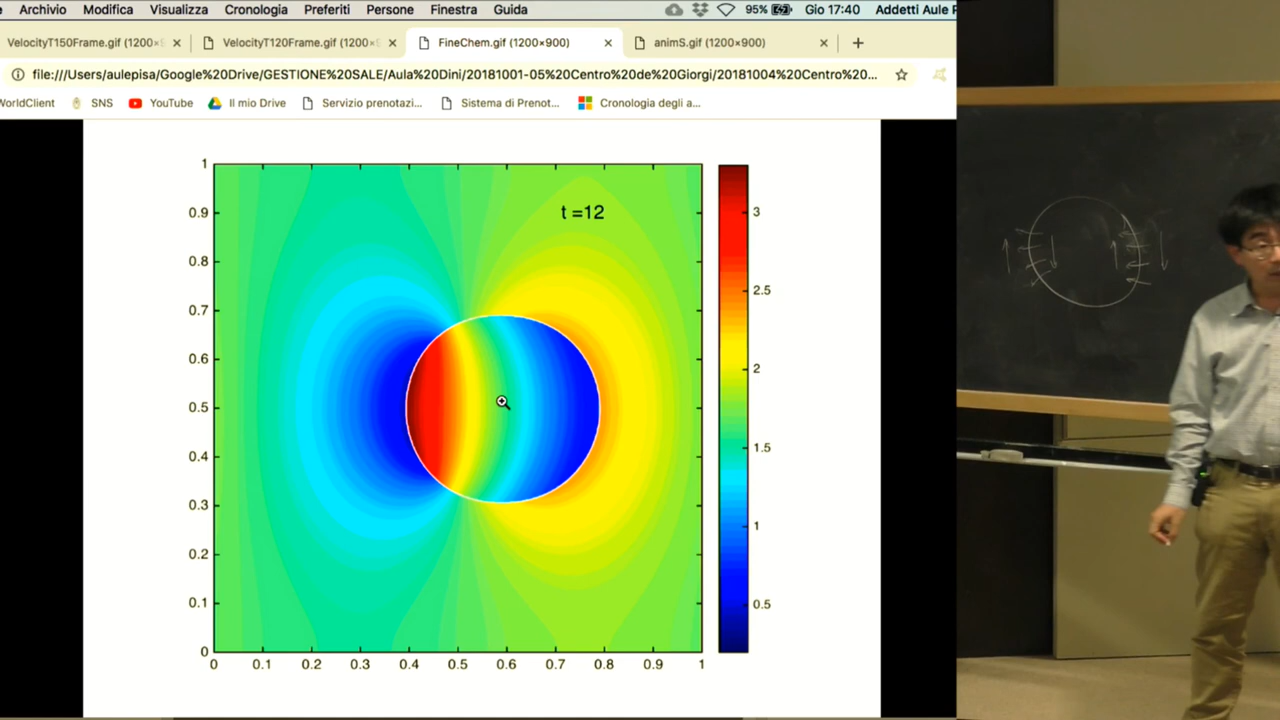 Archivo Modifica Visualizza Cronologia Preferiti Persone Finestra Guida 95% Gio 17:40 Addetti Aule P
VelocityT150Frame.gif (1200× VelocityT120Frame.gif (1200× FineChem.gif (1200×900) animS.gif (1200×900)
file:///Users/aulepisa/Google%20Drive/GESTIONE%20SALE/Aula%20Dini/20181001-05%20Centro%20de%20Giorgi/20181004%20Centro%20...
WorldClient SNS YouTube Il mio Drive Servizio prenotazi... Sistema di Prenot... Cronologia degli a...
1
t =12
0.9
0.8
0.7
0.6
0.5
0.4
0.3
0.2
0.1
0
0 0.1 0.2 0.3 0.4 0.5 0.6 0.7 0.8 0.9 1
3
2.5
2
1.5
1
0.5